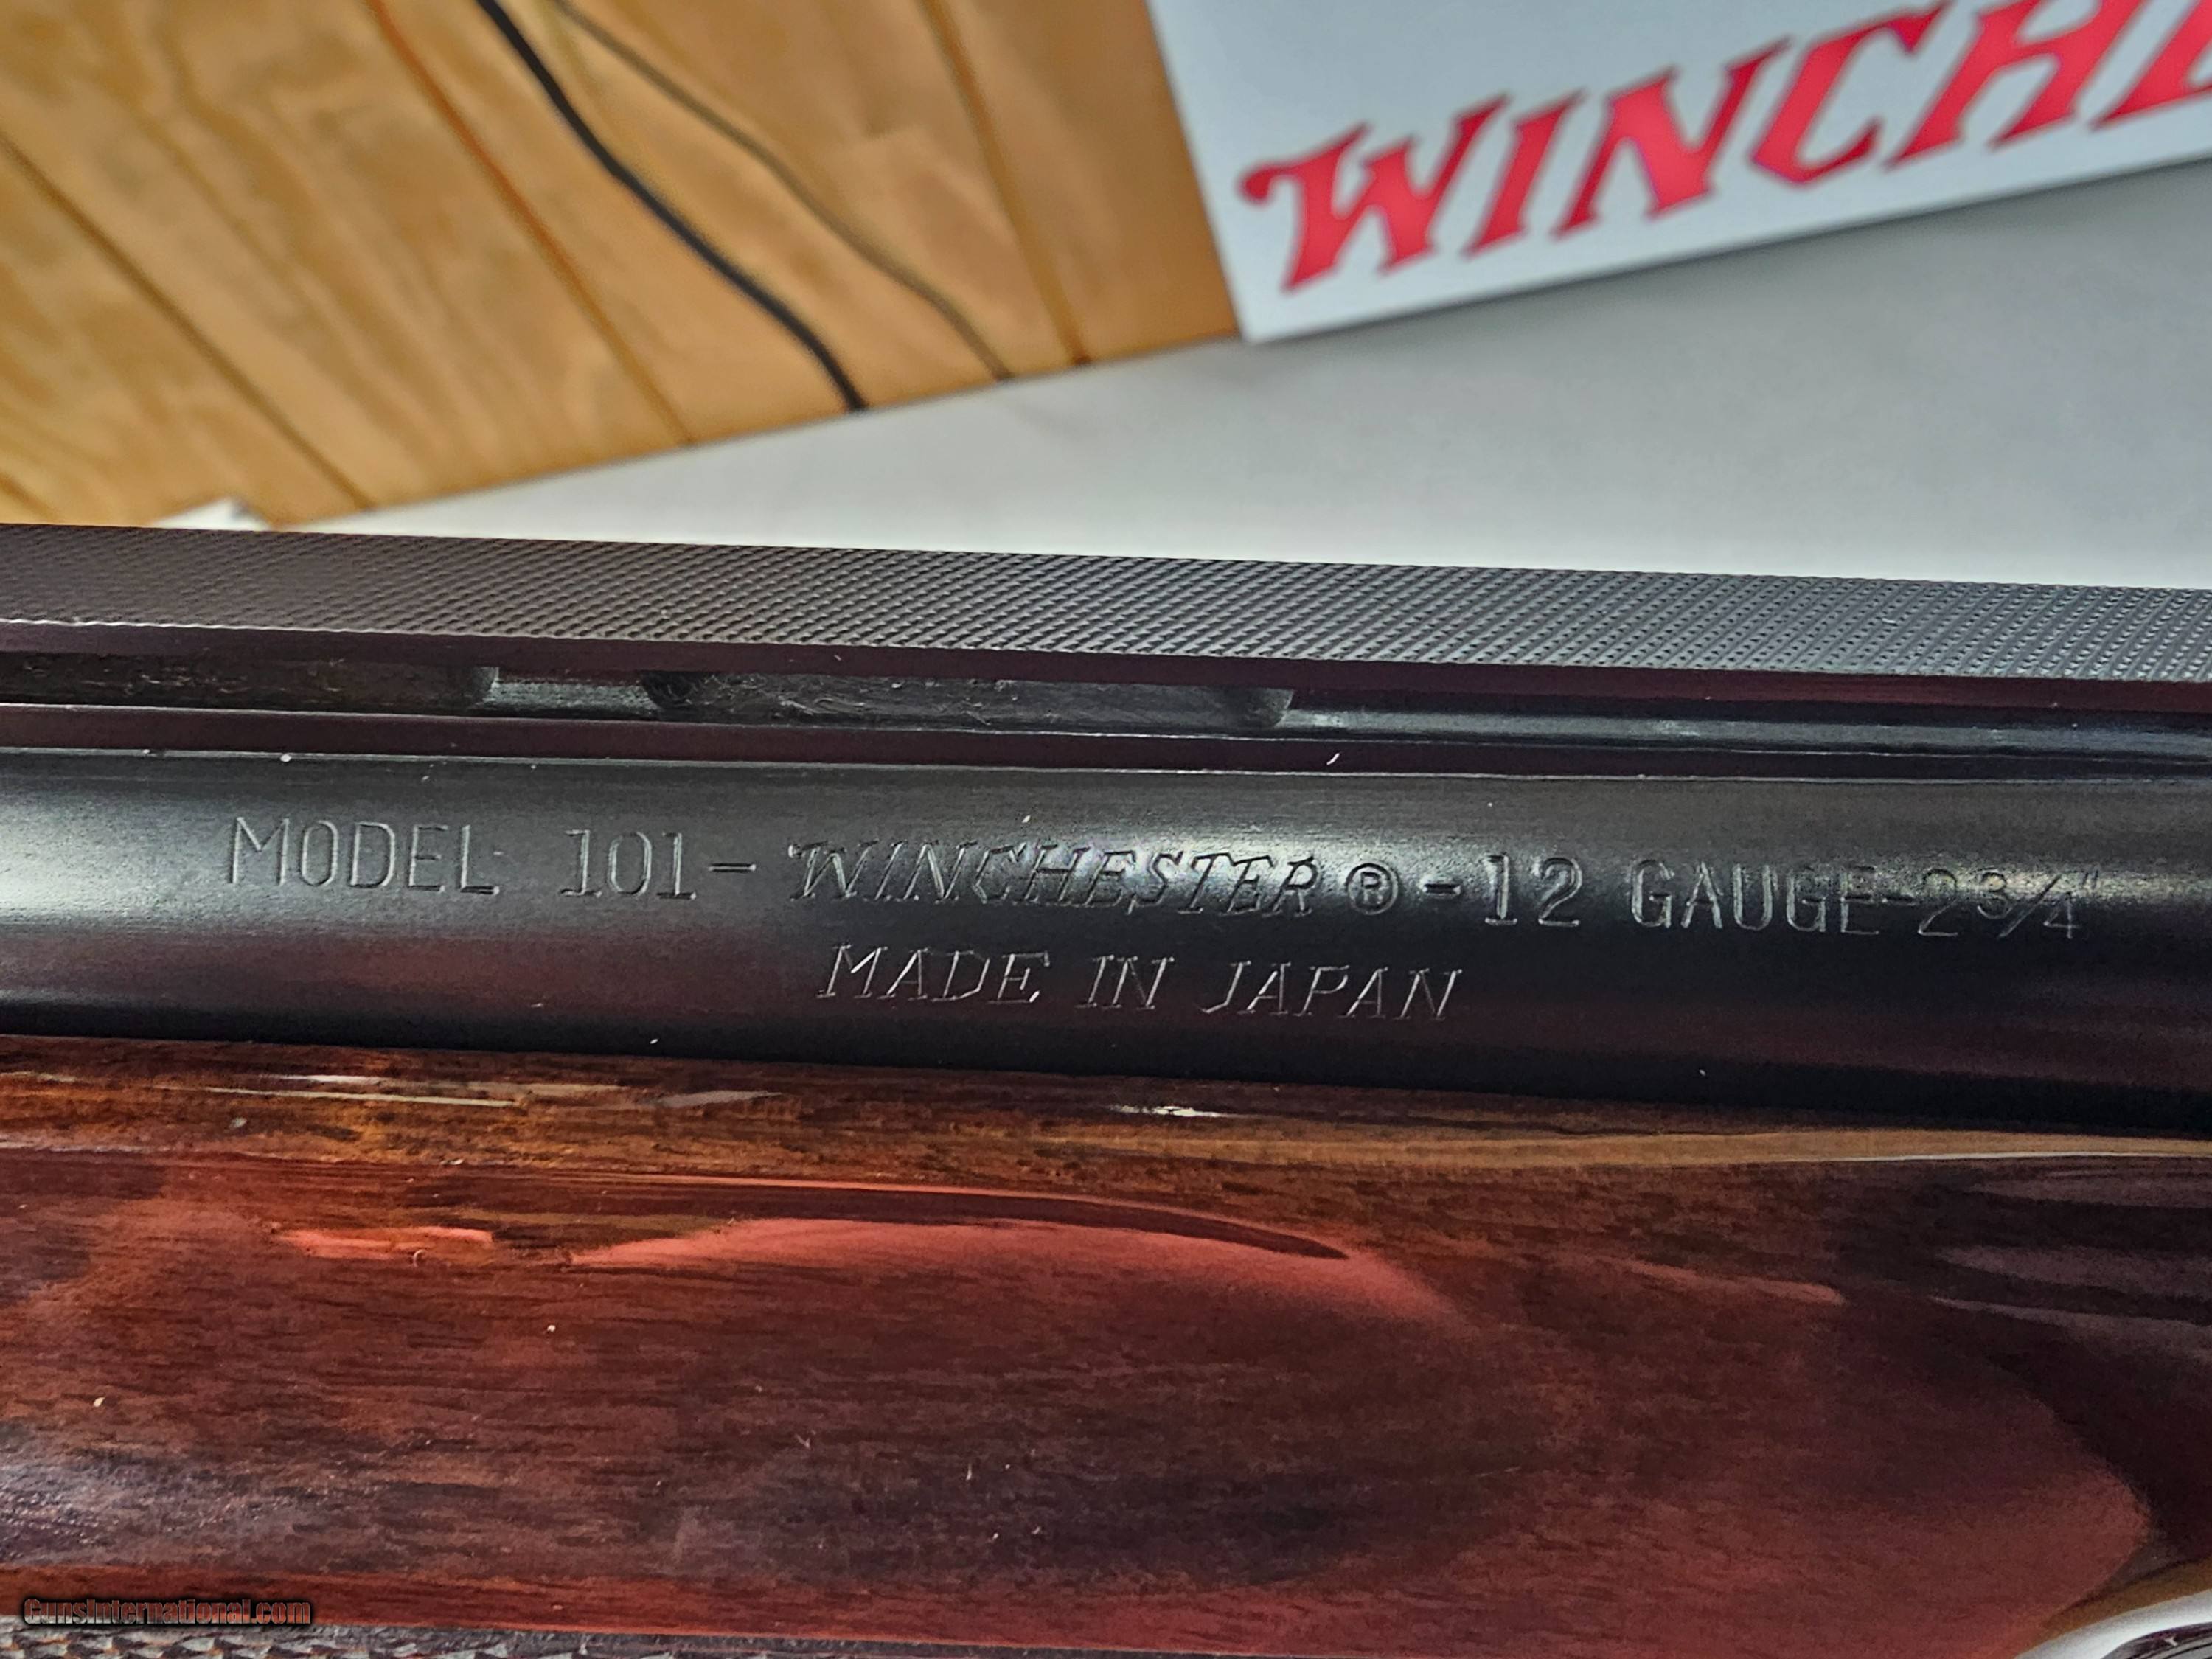 WINCHE
MODEL 101-WINCHESTER®-12 GAUGE-2¾"
MADE IN JAPAN
GunsInternational.com